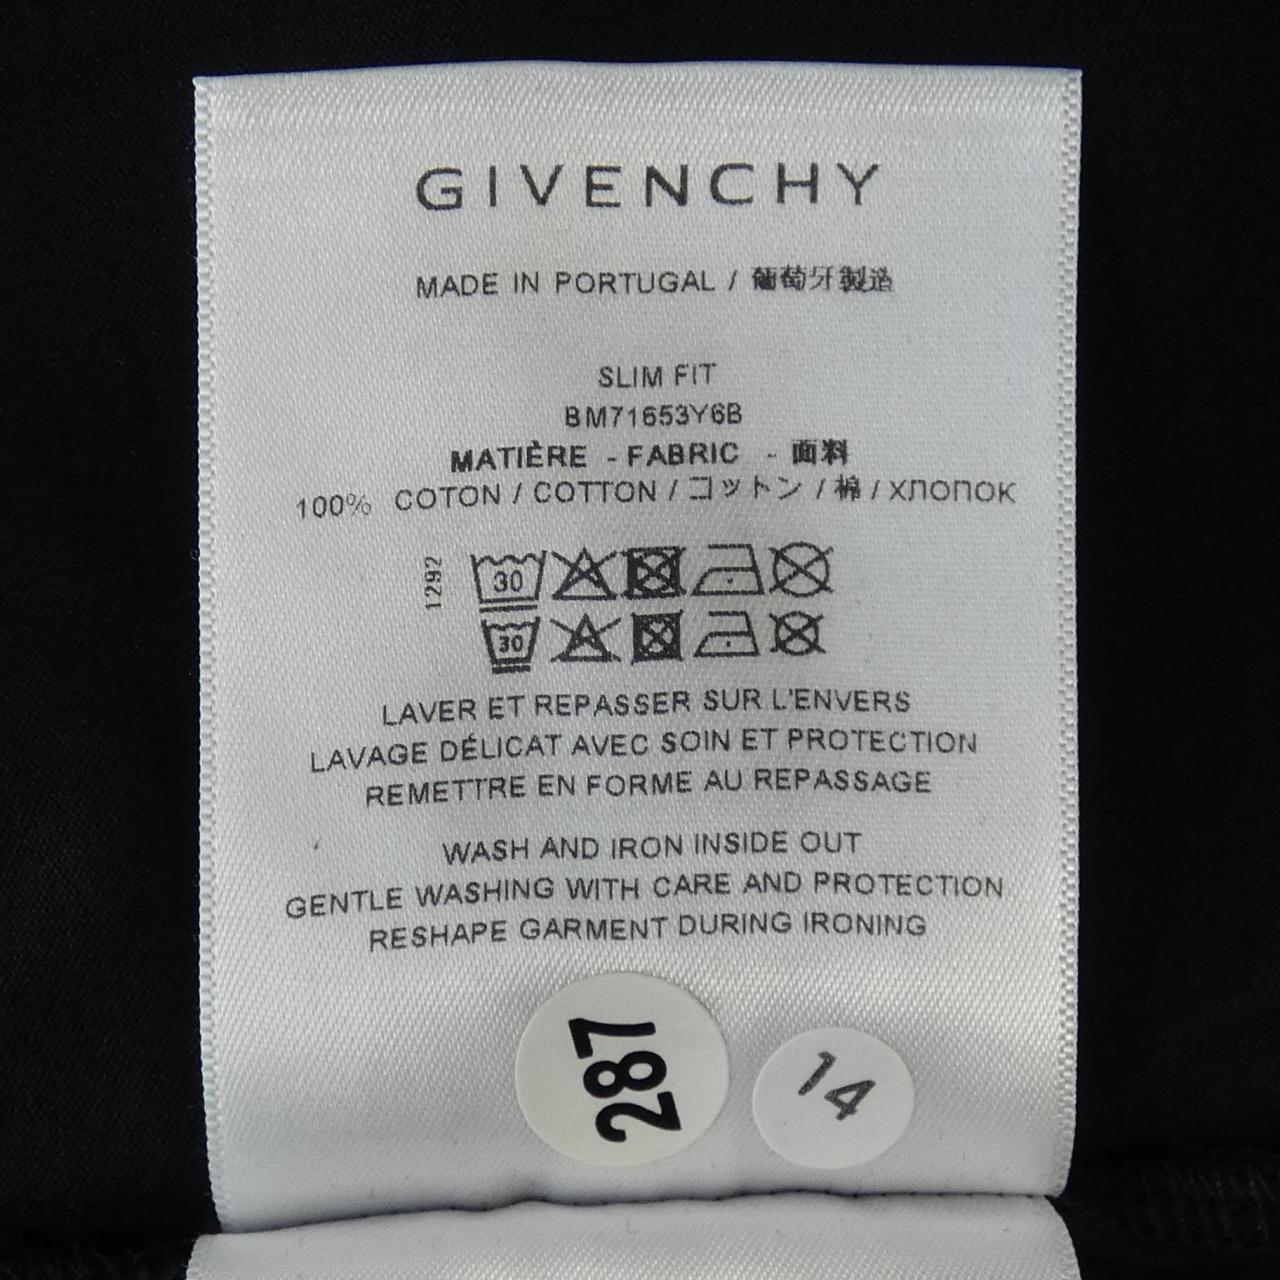 GIVENCHY
MADE IN PORTUGAL / 葡萄牙製造
SLIM FIT
BM71653Y6B
MATIÈRE - FABRIC - 面料
100% COTON / COTTON / コットン / 棉 / ХЛОПОК
1292
30
30
LAVER ET REPASSER SUR L'ENVERS
LAVAGE DÉLICAT AVEC SOIN ET PROTECTION
REMETTRE EN FORME AU REPASSAGE
WASH AND IRON INSIDE OUT
GENTLE WASHING WITH CARE AND PROTECTION
RESHAPE GARMENT DURING IRONING
287
14